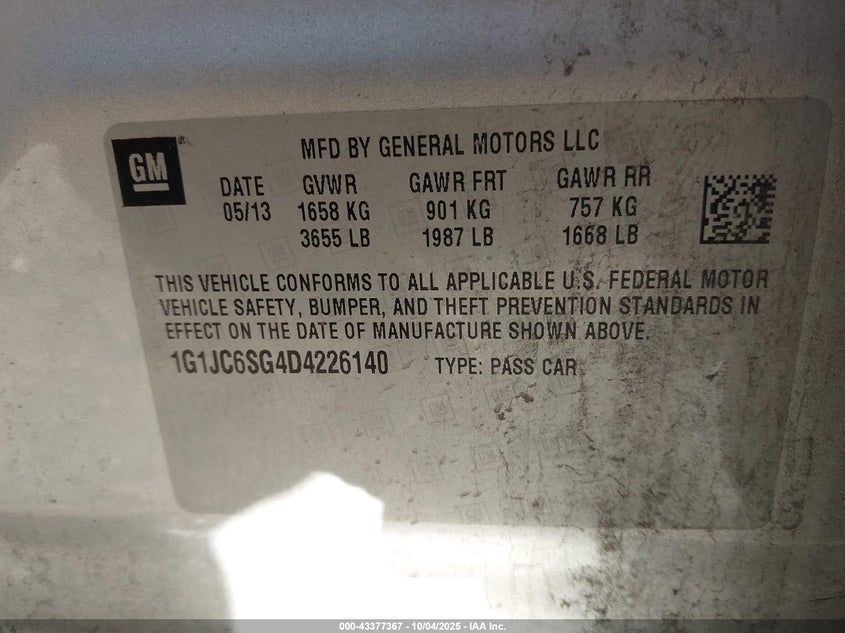 GM
MFD BY GENERAL MOTORS LLC
DATE GVWR GAWR FRT GAWR RR
05/13 1658 KG 901 KG 757 KG
3655 LB 1987 LB 1668 LB
THIS VEHICLE CONFORMS TO ALL APPLICABLE U.S. FEDERAL MOTOR
VEHICLE SAFETY, BUMPER, AND THEFT PREVENTION STANDARDS IN
EFFECT ON THE DATE OF MANUFACTURE SHOWN ABOVE.
1G1JC6SG4D4226140 TYPE: PASS CAR
000-43377367 - 10/04/2025 - IAA Inc.